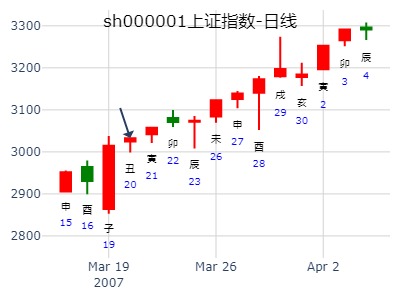 sh000001上证指数-日线
3300
3200
3100
3000
2900
2800
申
15
酉
16
子
19
丑
20
寅
21
卯
22
辰
23
未
26
申
27
酉
28
戌
29
亥
30
寅
2
卯
3
辰
4
Mar 19
2007
Mar 26
Apr 2